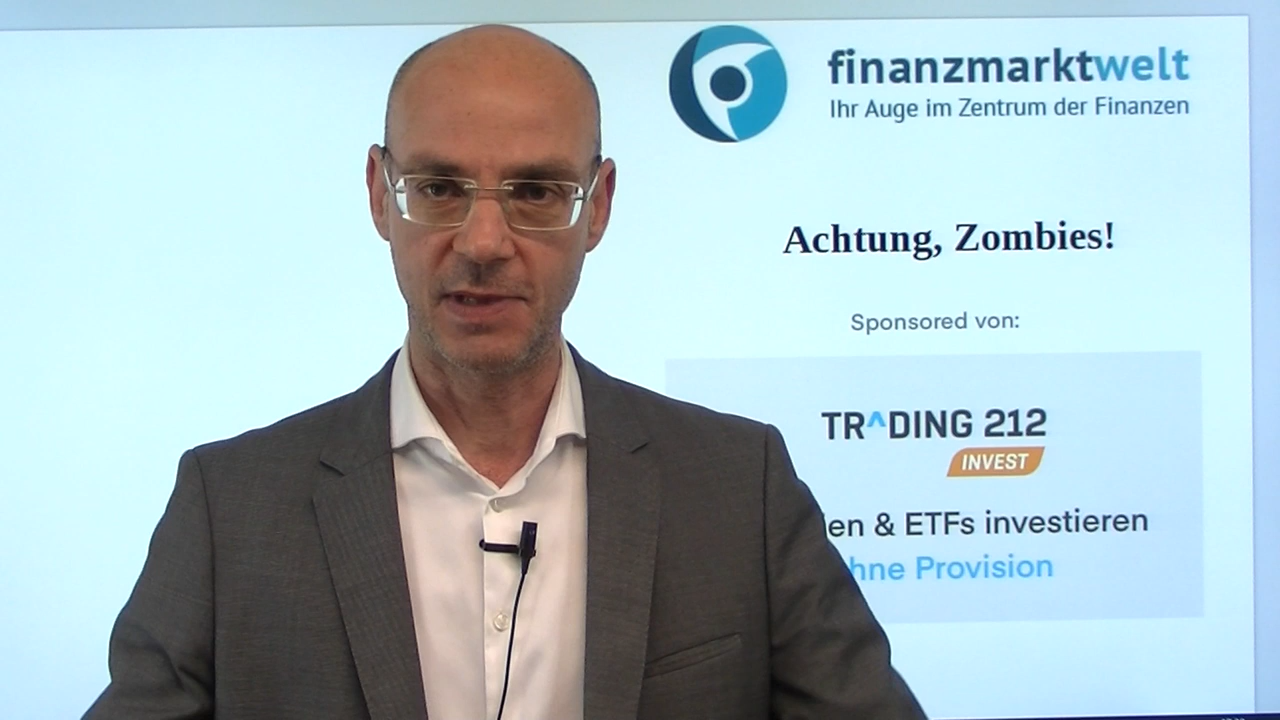 finanzmarktwelt
Ihr Auge im Zentrum der Finanzen
Achtung, Zombies!
Sponsored von:
TR^DING 212
INVEST
& ETFs investieren
Provision